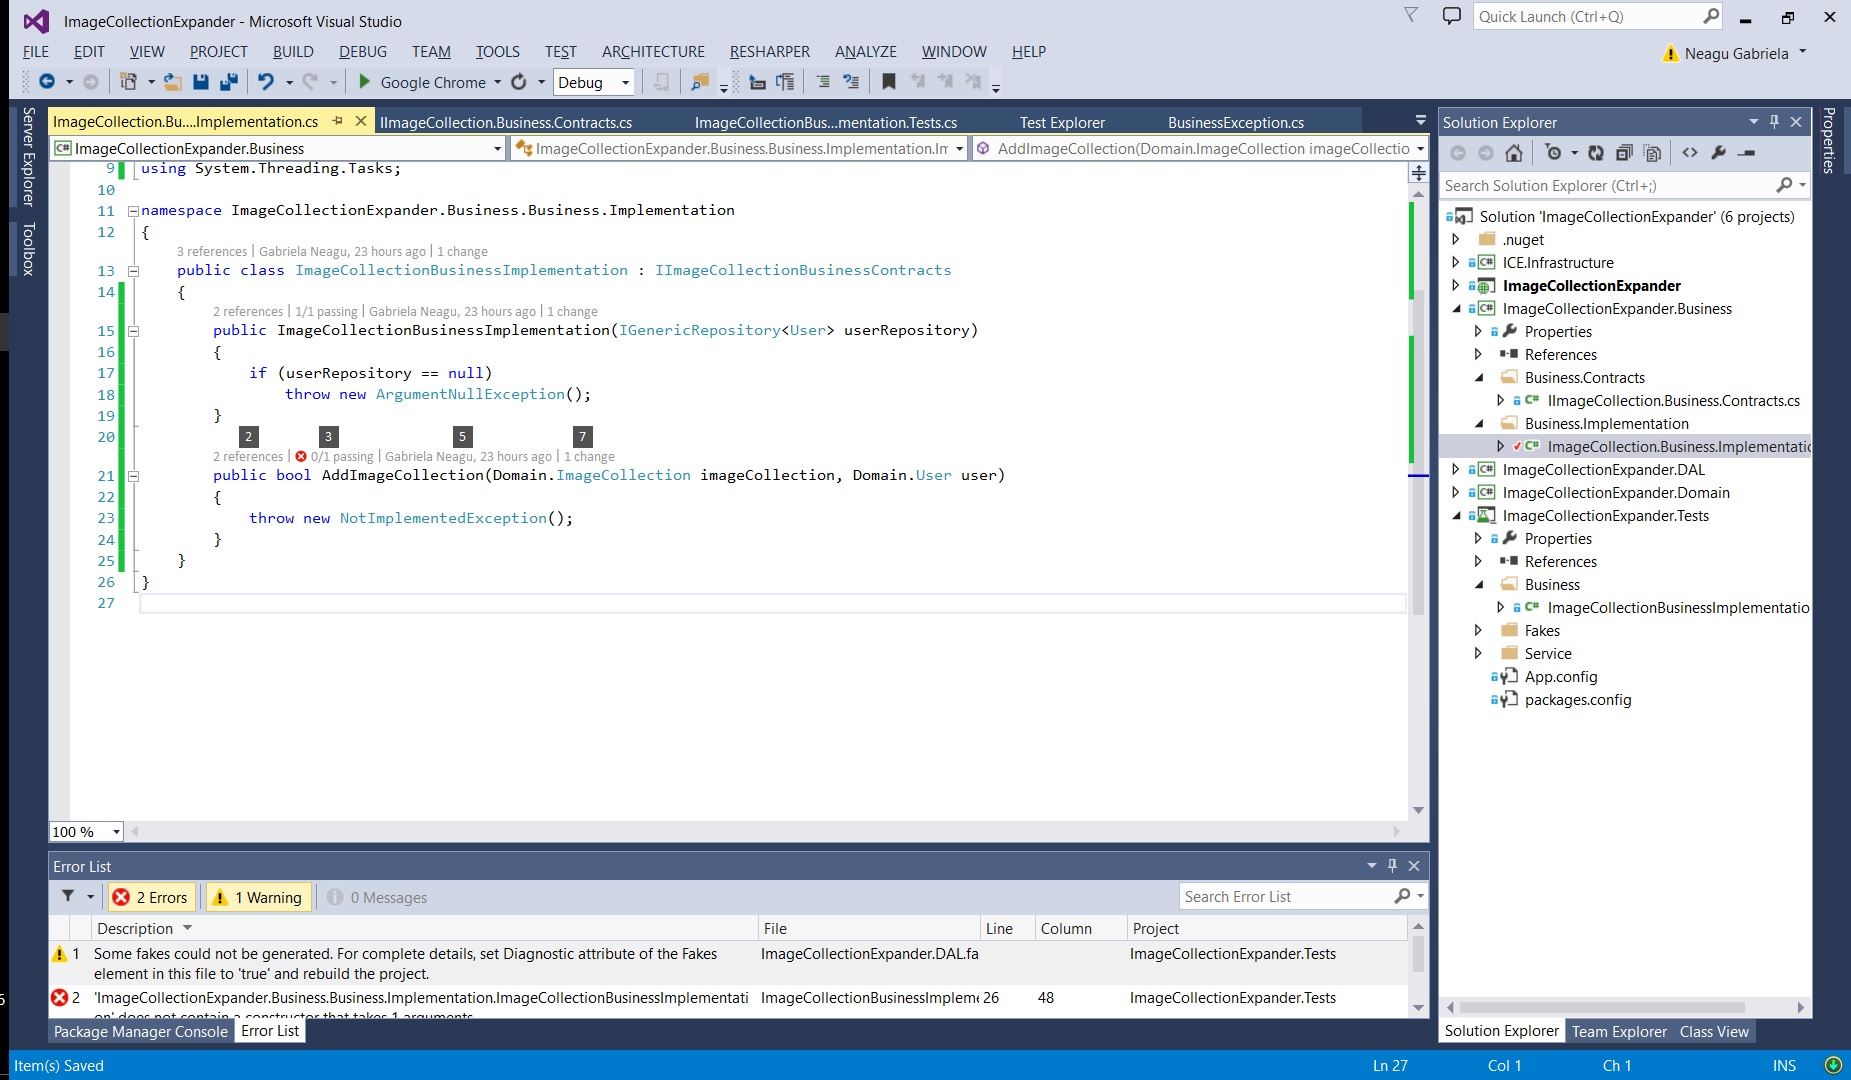 ImageCollectionExpander - Microsoft Visual Studio
Quick Launch (Ctrl+Q)
FILE EDIT VIEW PROJECT BUILD DEBUG TEAM TOOLS TEST ARCHITECTURE RESHARPER ANALYZE WINDOW HELP
Neagu Gabriela
Google Chrome Debug
Server Explorer
Toolbox
ImageCollection.Bu....Implementation.cs IImageCollection.Business.Contracts.cs ImageCollectionBus...mentation.Tests.cs Test Explorer BusinessException.cs
ImageCollectionExpander.Business ImageCollectionExpander.Business.Business.Implementation.Im AddImageCollection(Domain.ImageCollection imageCollectio
9 using System.Threading.Tasks;
10
11 namespace ImageCollectionExpander.Business.Business.Implementation
12 {
3 references | Gabriela Neagu, 23 hours ago | 1 change
13 public class ImageCollectionBusinessImplementation : IImageCollectionBusinessContracts
14 {
2 references | 1/1 passing | Gabriela Neagu, 23 hours ago | 1 change
15 public ImageCollectionBusinessImplementation(IGenericRepository<User> userRepository)
16 {
17 if (userRepository == null)
18 throw new ArgumentNullException();
19 }
20 2 3 5 7
2 references | 0/1 passing | Gabriela Neagu, 23 hours ago | 1 change
21 public bool AddImageCollection(Domain.ImageCollection imageCollection, Domain.User user)
22 {
23 throw new NotImplementedException();
24 }
25 }
26 }
27
100 %
Error List
2 Errors 1 Warning 0 Messages
Search Error List
Description File Line Column Project
1 Some fakes could not be generated. For complete details, set Diagnostic attribute of the Fakes ImageCollectionExpander.DAL.fa ImageCollectionExpander.Tests
element in this file to 'true' and rebuild the project.
2 'ImageCollectionExpander.Business.Business.Implementation.ImageCollectionBusinessImplementati ImageCollectionBusinessImpleme 26 48 ImageCollectionExpander.Tests
on' does not contain a constructor that takes 1 arguments
Package Manager Console Error List
Solution Explorer
Search Solution Explorer (Ctrl+;)
Solution 'ImageCollectionExpander' (6 projects)
.nuget
ICE.Infrastructure
ImageCollectionExpander
ImageCollectionExpander.Business
Properties
References
Business.Contracts
IImageCollection.Business.Contracts.cs
Business.Implementation
ImageCollection.Business.Implementatic
ImageCollectionExpander.DAL
ImageCollectionExpander.Domain
ImageCollectionExpander.Tests
Properties
References
Business
ImageCollectionBusinessImplementatio
Fakes
Service
App.config
packages.config
Solution Explorer Team Explorer Class View
Properties
Item(s) Saved Ln 27 Col 1 Ch 1 INS